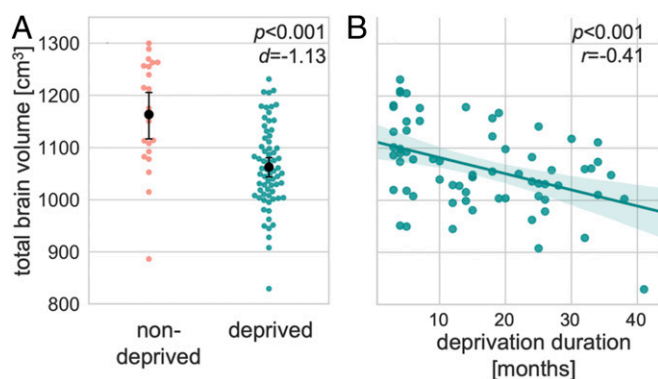 A
p<0.001
d=-1.13
total brain volume [cm³]
1300
1200
1100
1000
900
800
non-
deprived
deprived
B
p<0.001
r=-0.41
10
20
30
40
deprivation duration
[months]